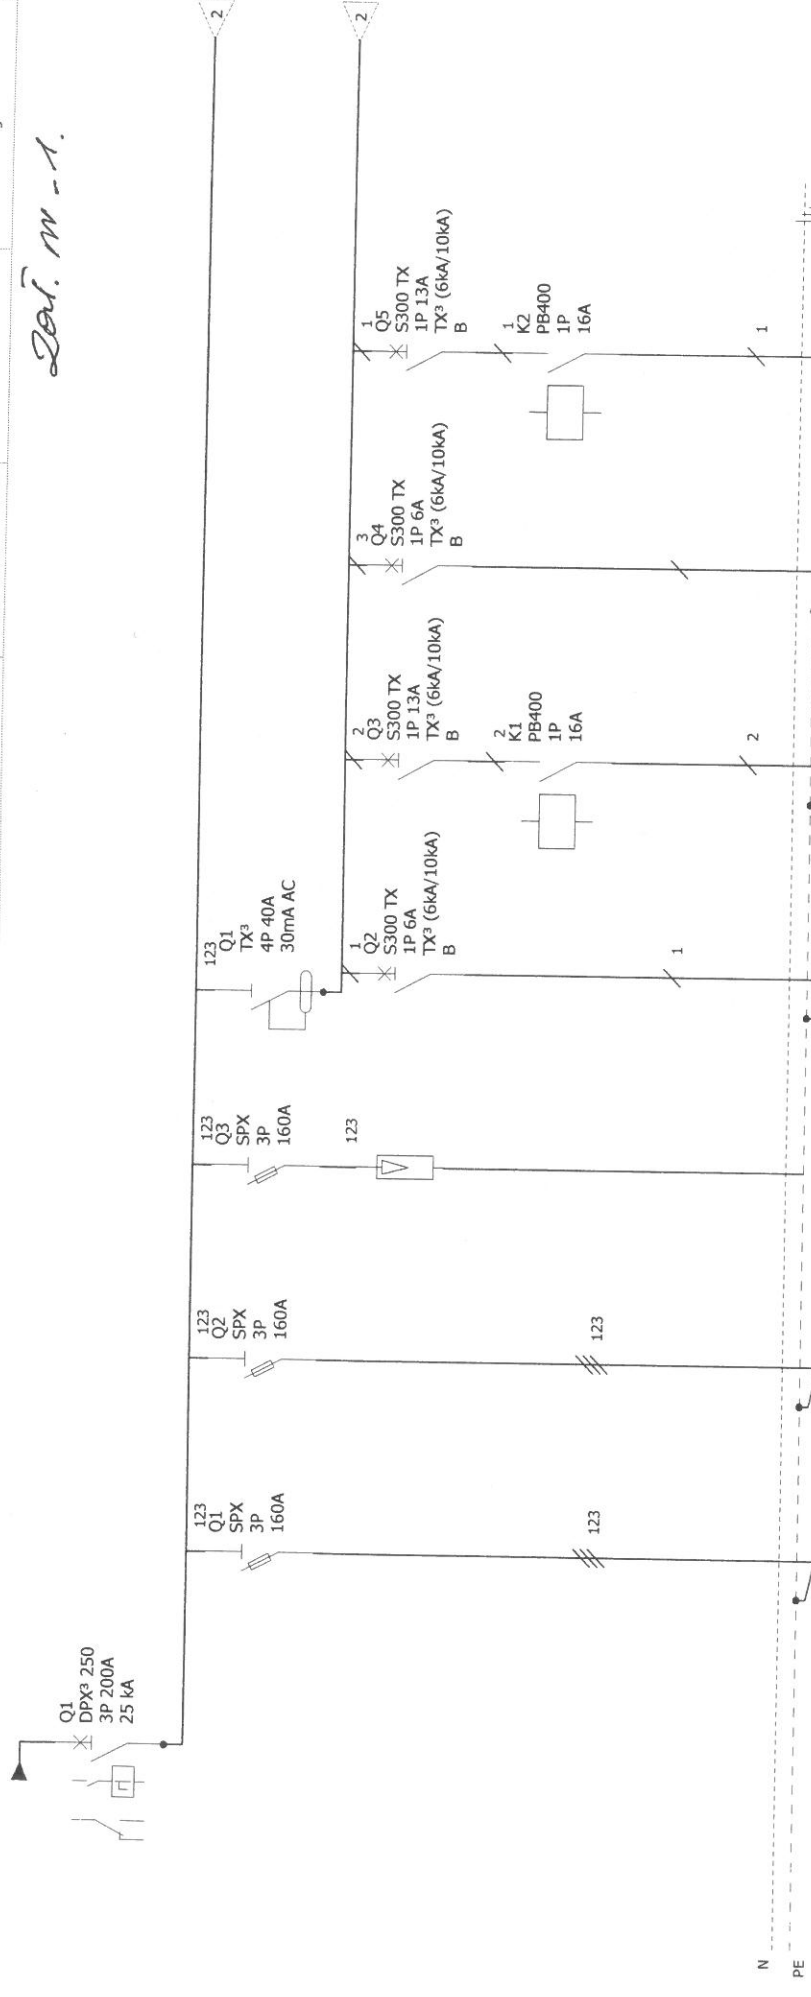 Zał. nr - 1.
2
2
Q1
DPX³ 250
3P 200A
25 kA
123
Q1
SPX
3P
160A
123
123
Q2
SPX
3P
160A
123
123
Q3
SPX
3P
160A
123
123
Q1
TX³
4P 40A
30mA AC
1
Q2
S300 TX
1P 6A
TX³ (6kA/10kA)
B
1
2
Q3
S300 TX
1P 13A
TX³ (6kA/10kA)
B
2
K1
PB400
1P
16A
2
3
Q4
S300 TX
1P 6A
TX³ (6kA/10kA)
B
1
Q5
S300 TX
1P 13A
TX³ (6kA/10kA)
B
1
K2
PB400
1P
16A
1
N
PE